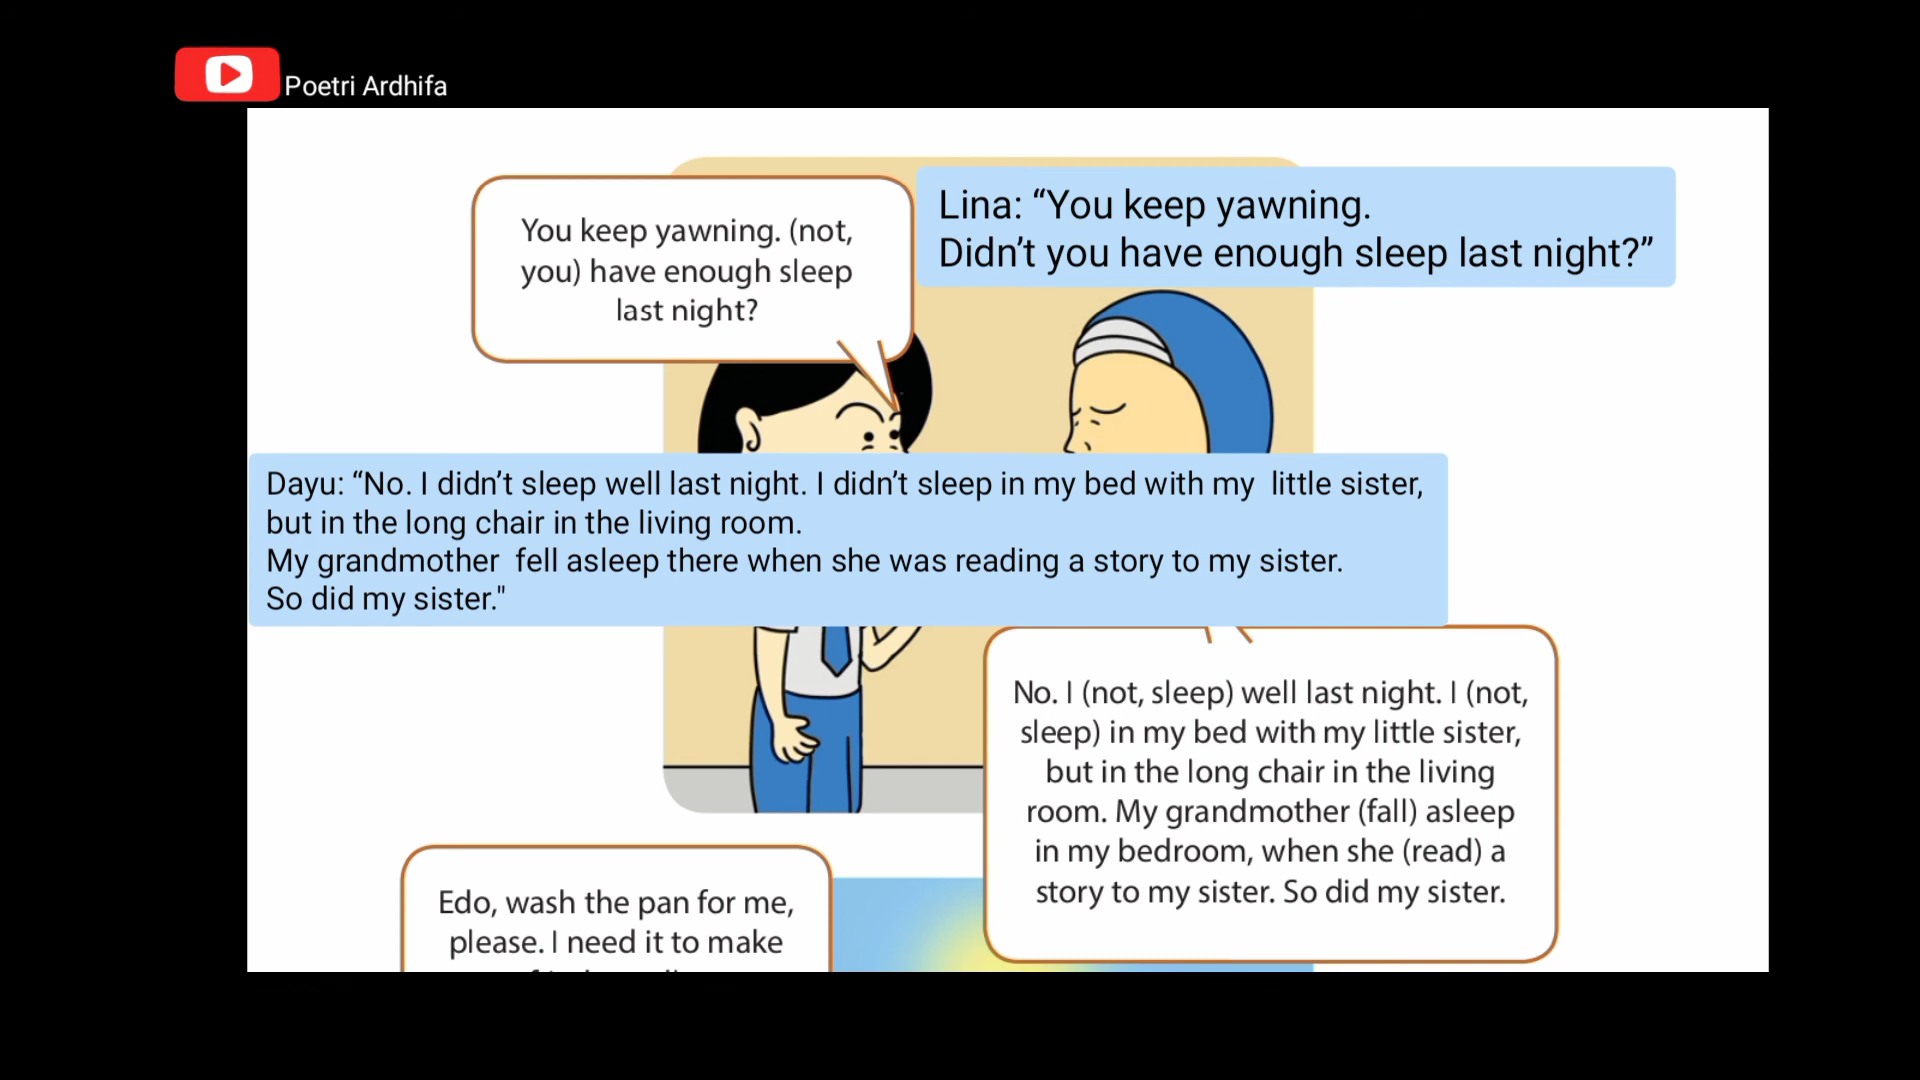 Poetri Ardhifa
You keep yawning. (not,
you) have enough sleep
last night?
Lina: “You keep yawning.
Didn’t you have enough sleep last night?”
Dayu: “No. I didn’t sleep well last night. I didn’t sleep in my bed with my little sister,
but in the long chair in the living room.
My grandmother fell asleep there when she was reading a story to my sister.
So did my sister."
No. I (not, sleep) well last night. I (not,
sleep) in my bed with my little sister,
but in the long chair in the living
room. My grandmother (fall) asleep
in my bedroom, when she (read) a
story to my sister. So did my sister.
Edo, wash the pan for me,
please. I need it to make